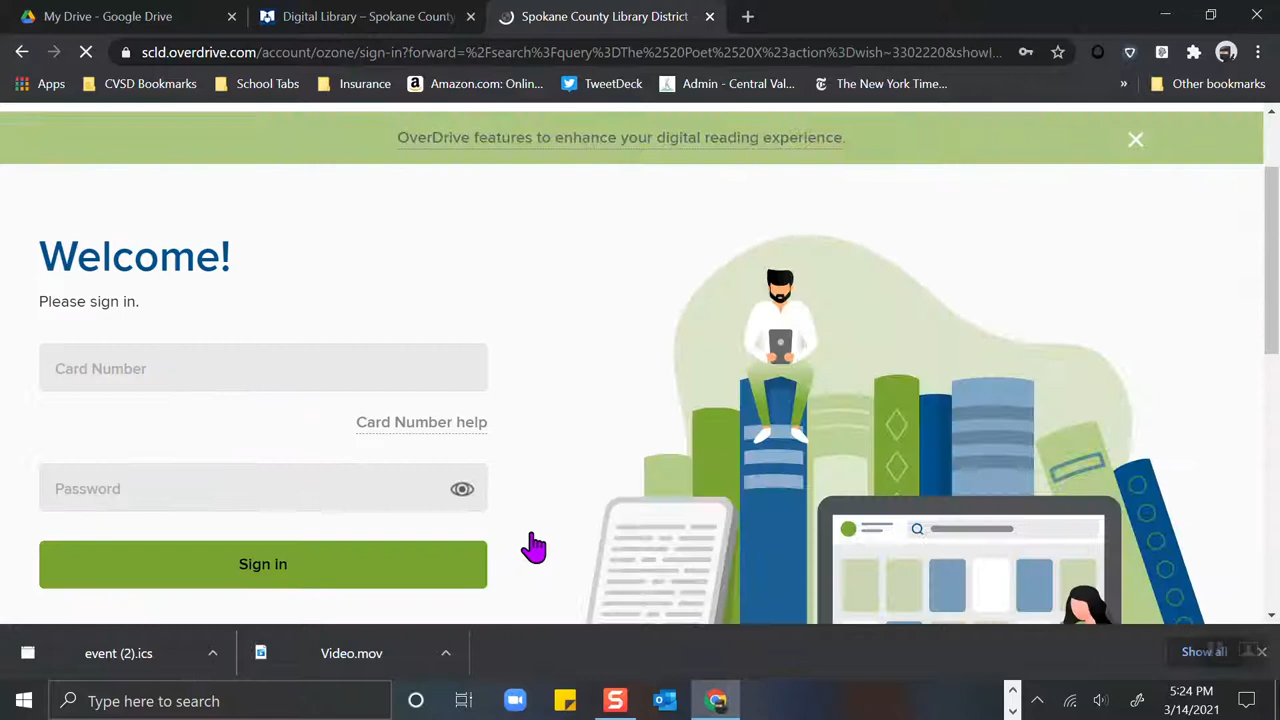 My Drive - Google Drive
Digital Library – Spokane County
Spokane County Library District
scld.overdrive.com/account/ozone/sign-in?forward=%2Fsearch%3Fquery%3DThe%2520Poet%2520X%23action%3Dwish~3302220&showI...
Apps CVSD Bookmarks School Tabs Insurance Amazon.com: Onlin... TweetDeck Admin - Central Val... The New York Time... » Other bookmarks
OverDrive features to enhance your digital reading experience.
Welcome!
Please sign in.
Card Number
Card Number help
Password
Sign in
event (2).ics
Video.mov
Show all
Type here to search
5:24 PM
3/14/2021